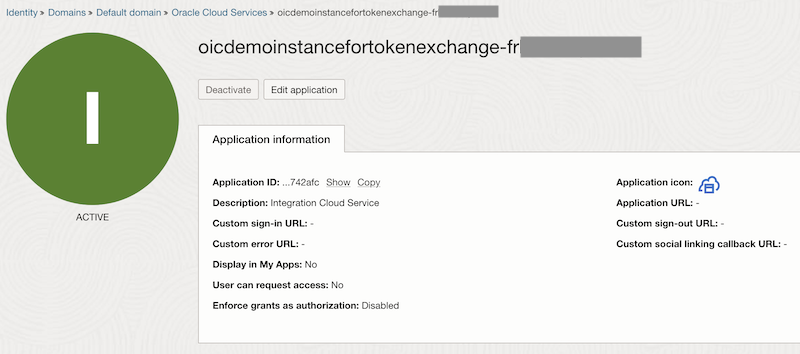 Identity » Domains » Default domain » Oracle Cloud Services » oicdemoinstancefortokenexchange-fr
oicdemoinstancefortokenexchange-fr
I
ACTIVE
Deactivate Edit application
Application information
Application ID: ...742afc Show Copy
Description: Integration Cloud Service
Custom sign-in URL: -
Custom error URL: -
Display in My Apps: No
User can request access: No
Enforce grants as authorization: Disabled
Application icon:
Application URL: -
Custom sign-out URL: -
Custom social linking callback URL: -